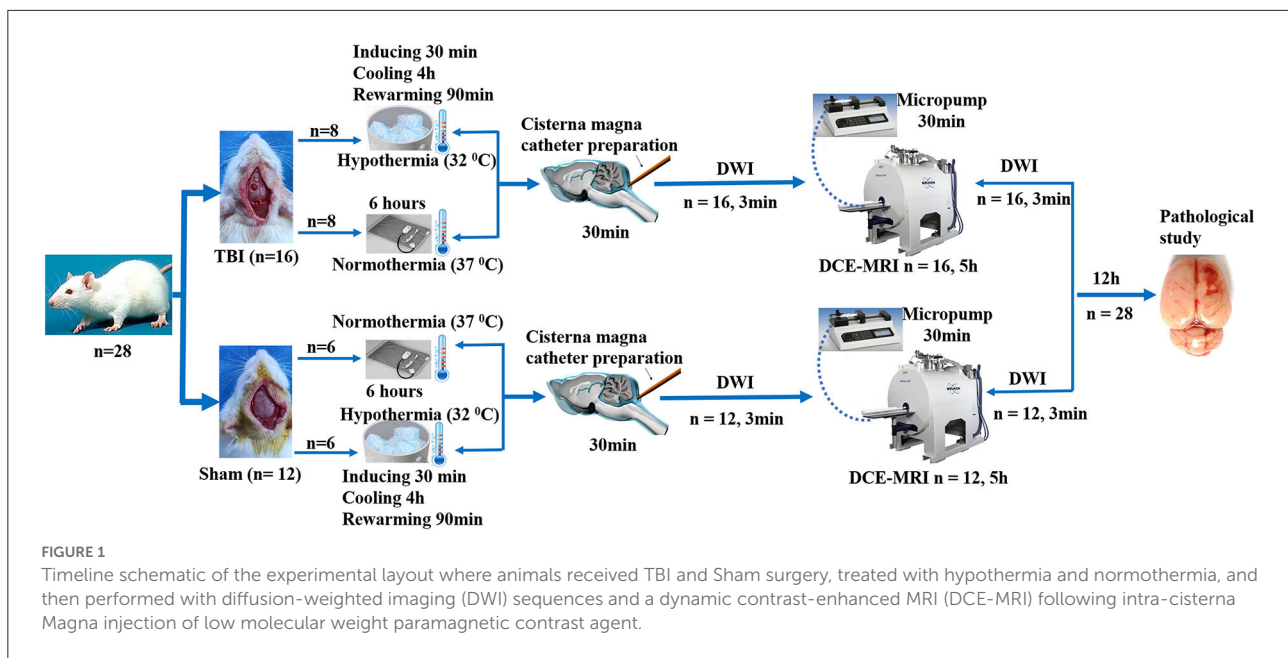 Inducing 30 min
Cooling 4h
Rewarming 90min
n=8
Hypothermia (32 ⁰C)
6 hours
n=8
Normothermia (37 ⁰C)
TBI (n=16)
n=28
Normothermia (37 ⁰C)
n=6
6 hours
Hypothermia (32 ⁰C)
n=6
Sham (n= 12)
Inducing 30 min
Cooling 4h
Rewarming 90min
Cisterna magna
catheter preparation
30min
DWI
n = 16, 3min
Micropump
30min
DCE-MRI n = 16, 5h
DWI
n = 16, 3min
Cisterna magna
catheter preparation
30min
DWI
n = 12, 3min
Micropump
30min
DCE-MRI n = 12, 5h
DWI
n = 12, 3min
12h
n = 28
Pathological
study
FIGURE 1
Timeline schematic of the experimental layout where animals received TBI and Sham surgery, treated with hypothermia and normothermia, and
then performed with diffusion-weighted imaging (DWI) sequences and a dynamic contrast-enhanced MRI (DCE-MRI) following intra-cisterna
Magna injection of low molecular weight paramagnetic contrast agent.